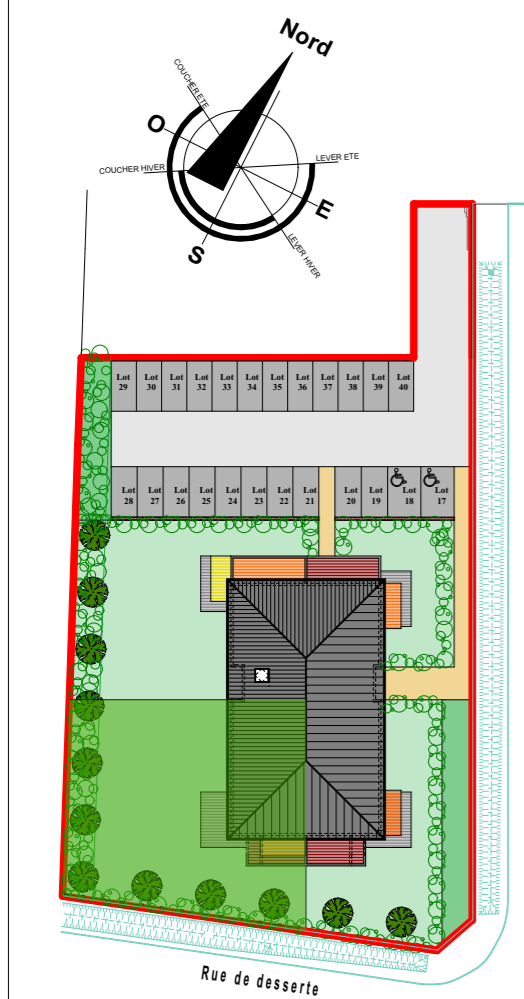 Nord
COUCHER ETE
O
LEVER ETE
COUCHER HIVER
E
LEVER HIVER
S
Lot 29
Lot 30
Lot 31
Lot 32
Lot 33
Lot 34
Lot 35
Lot 36
Lot 37
Lot 38
Lot 39
Lot 40
Lot 28
Lot 27
Lot 26
Lot 25
Lot 24
Lot 23
Lot 22
Lot 21
Lot 20
Lot 19
Lot 18
Lot 17
Rue de desserte